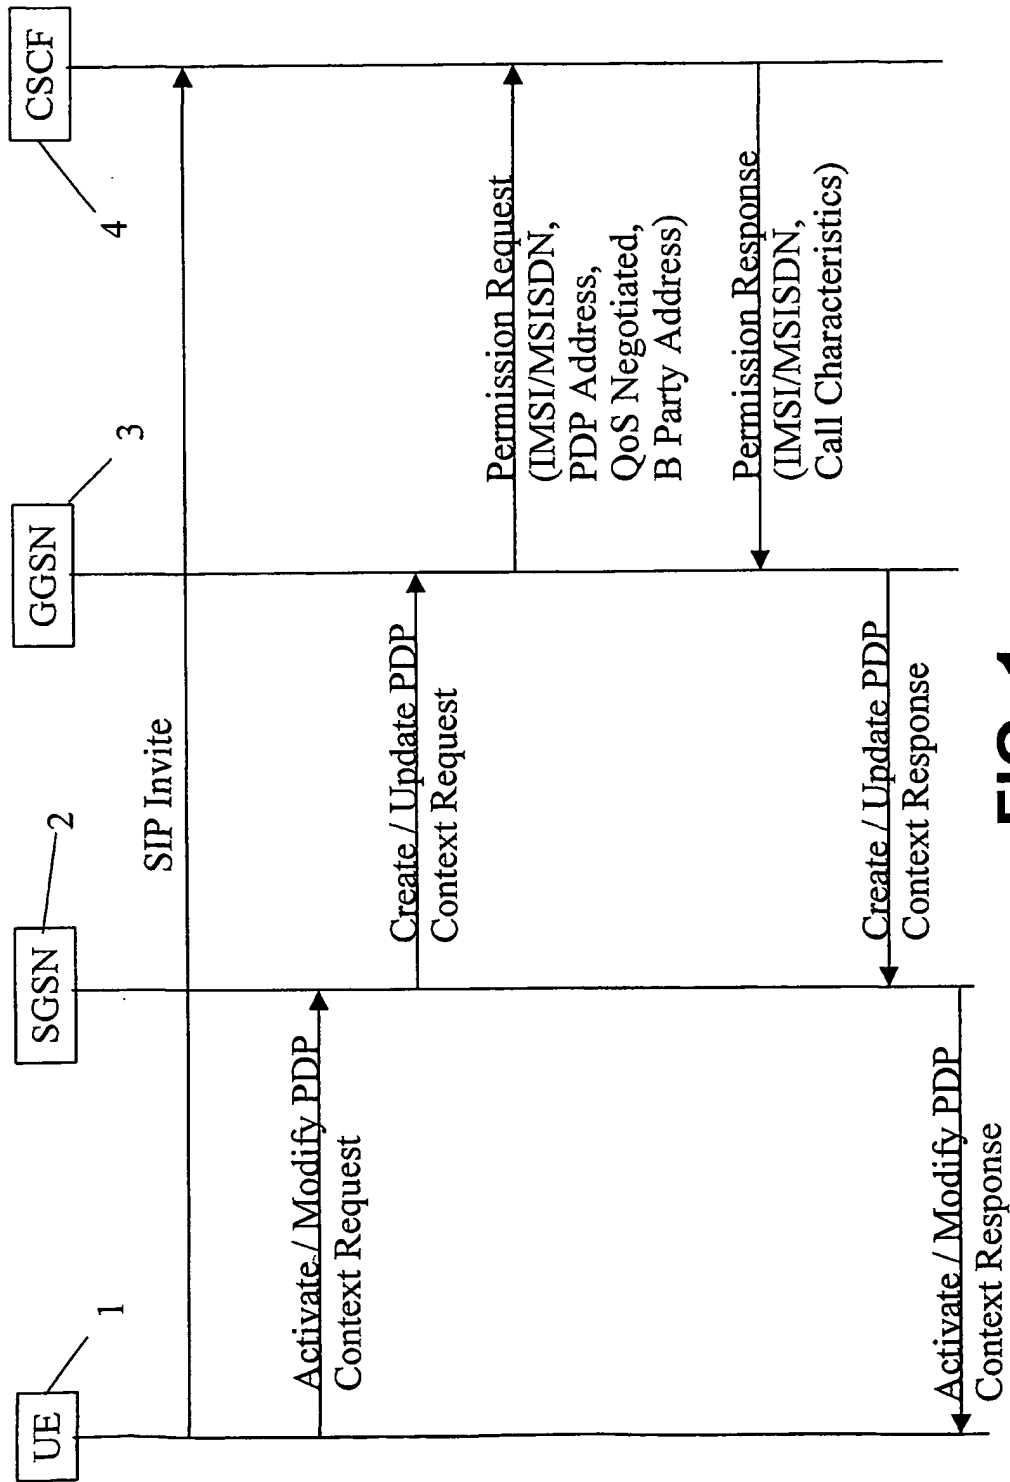 UE
SGSN
GGSN
CSCF
1
2
3
4
SIP Invite
Activate / Modify PDP
Context Request
Create / Update PDP
Context Request
Permission Request
(IMSI/MSISDN,
PDP Address,
QoS Negotiated,
B Party Address)
Permission Response
(IMSI/MSISDN,
Call Characteristics)
Create / Update PDP
Context Response
Activate / Modify PDP
Context Response